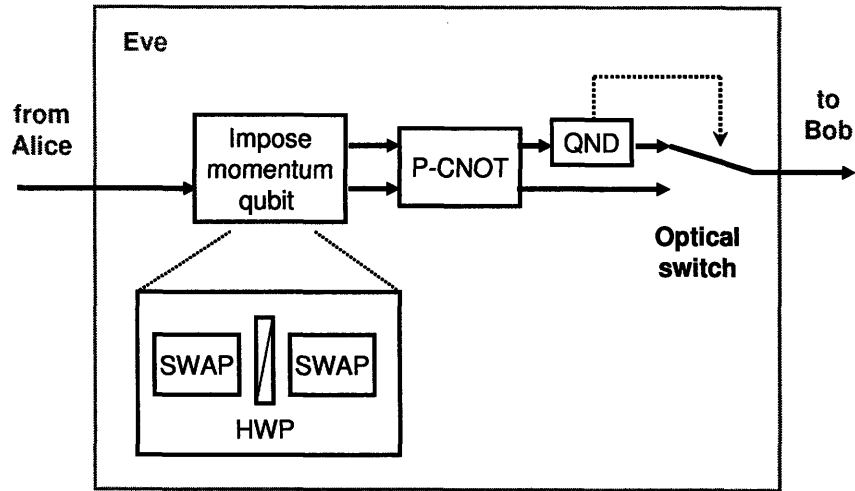 Eve
from
Alice
Impose
momentum
qubit
P-CNOT
QND
to
Bob
Optical
switch
SWAP
SWAP
HWP